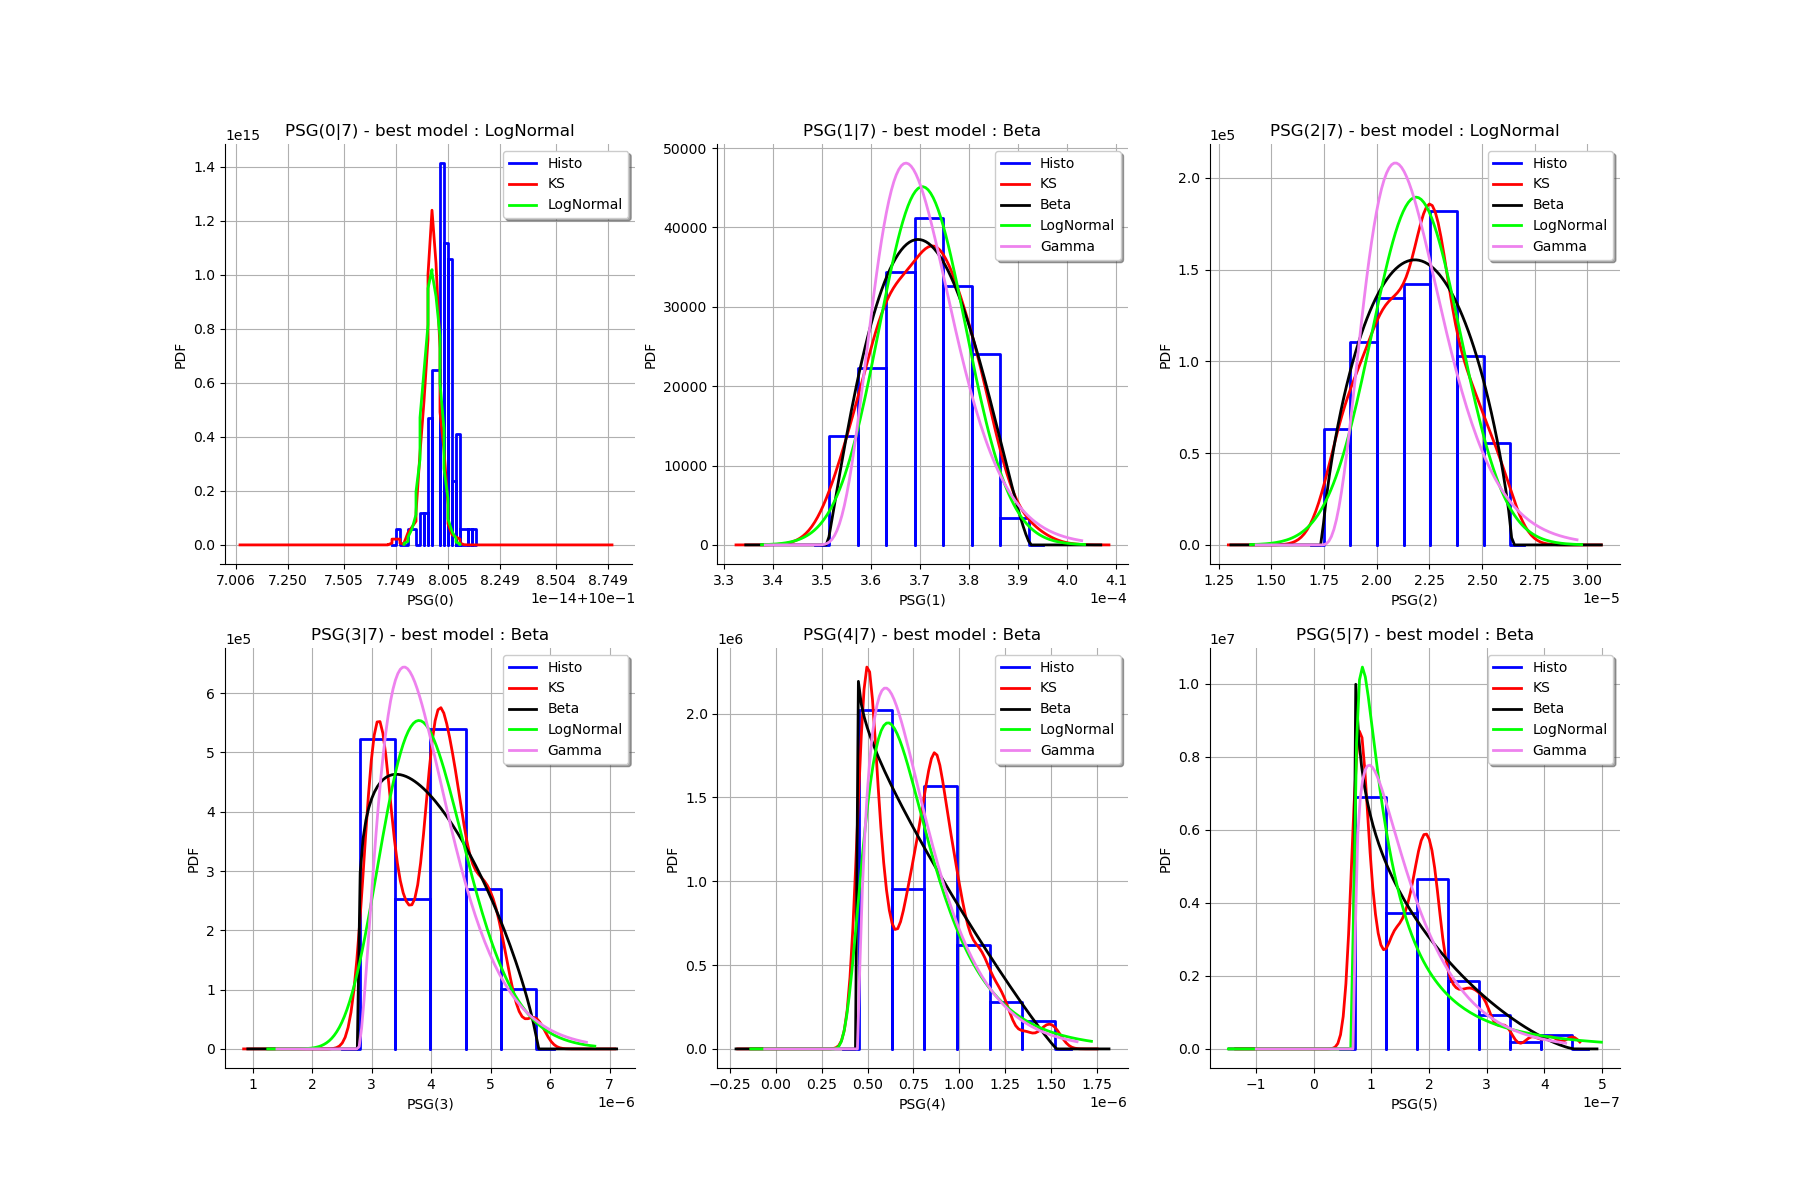 PSG(0|7) - best model : LogNormal
1e15
Histo
KS
LogNormal
1.4
1.2
1.0
0.8
0.6
0.4
0.2
0.0
PDF
7.006 7.250 7.505 7.7749 8.005 8.249 8.504 8.749
PSG(0)
1e−14+10e−1
PSG(1|7) - best model : Beta
Histo
KS
Beta
LogNormal
Gamma
50000
40000
30000
20000
10000
0
PDF
3.3 3.4 3.5 3.6 3.7 3.8 3.9 4.0 4.1
PSG(1)
1e−4
PSG(2|7) - best model : LogNormal
1e5
Histo
KS
Beta
LogNormal
Gamma
2.0
1.5
1.0
0.5
0.0
PDF
1.25 1.50 1.75 2.00 2.25 2.50 2.75 3.00
PSG(2)
1e−5
PSG(3|7) - best model : Beta
1e5
Histo
KS
Beta
LogNormal
Gamma
6
5
4
3
2
1
0
PDF
1 2 3 4 5 6 7
PSG(3)
1e−6
PSG(4|7) - best model : Beta
1e6
Histo
KS
Beta
LogNormal
Gamma
2.0
1.5
1.0
0.5
0.0
PDF
−0.25 0.00 0.25 0.50 0.75 1.00 1.25 1.50 1.75
PSG(4)
1e−6
PSG(5|7) - best model : Beta
1e7
Histo
KS
Beta
LogNormal
Gamma
1.0
0.8
0.6
0.4
0.2
0.0
PDF
−1 0 1 2 3 4 5
PSG(5)
1e−7